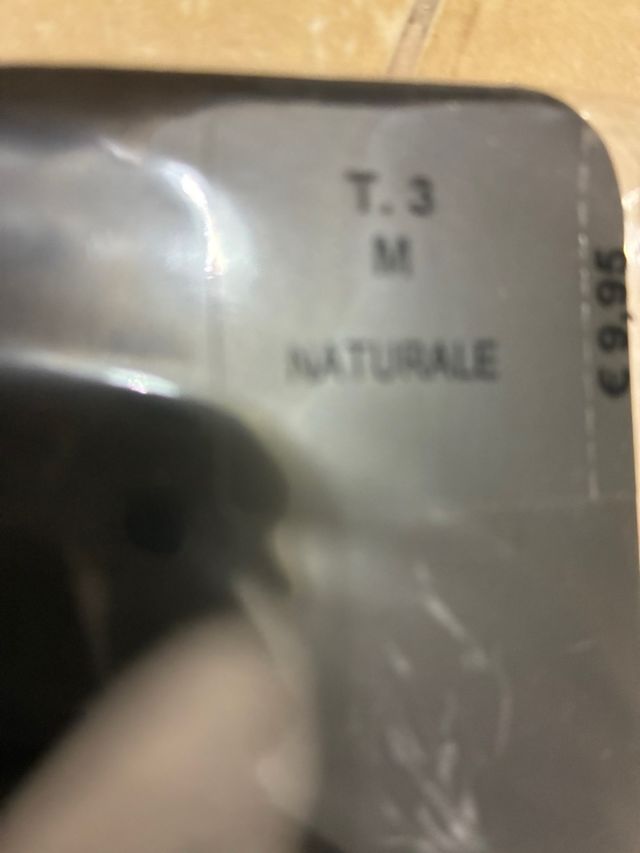 T. 3
M
NATURALE
€ 9,95